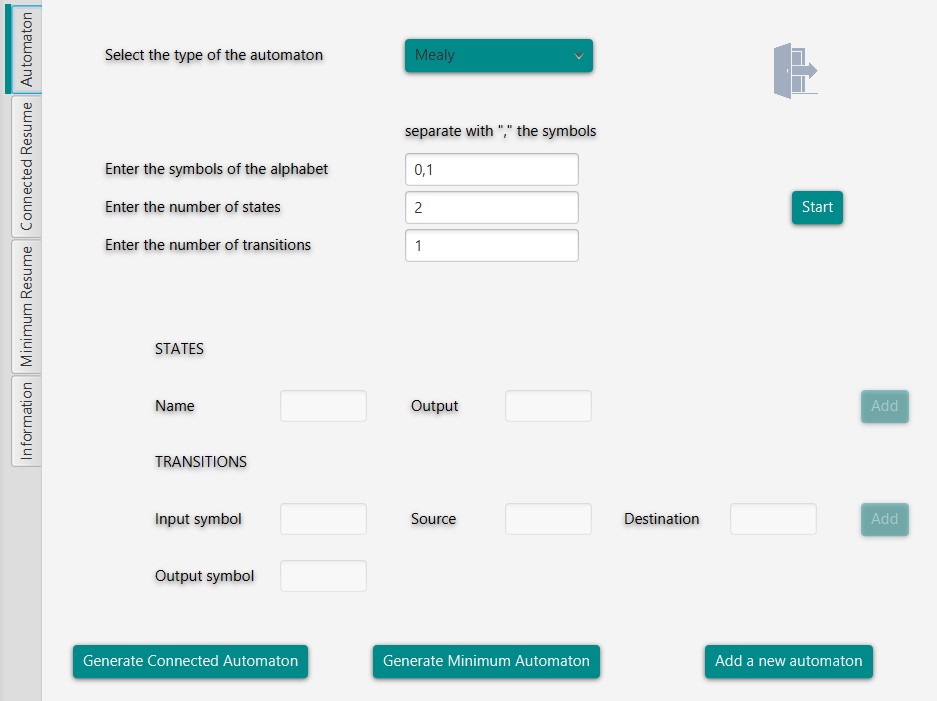 Automaton
Connected Resume
Minimum Resume
Information
Select the type of the automaton
Mealy
separate with "," the symbols
Enter the symbols of the alphabet
0,1
Enter the number of states
2
Start
Enter the number of transitions
1
STATES
Name
Output
Add
TRANSITIONS
Input symbol
Source
Destination
Add
Output symbol
Generate Connected Automaton
Generate Minimum Automaton
Add a new automaton